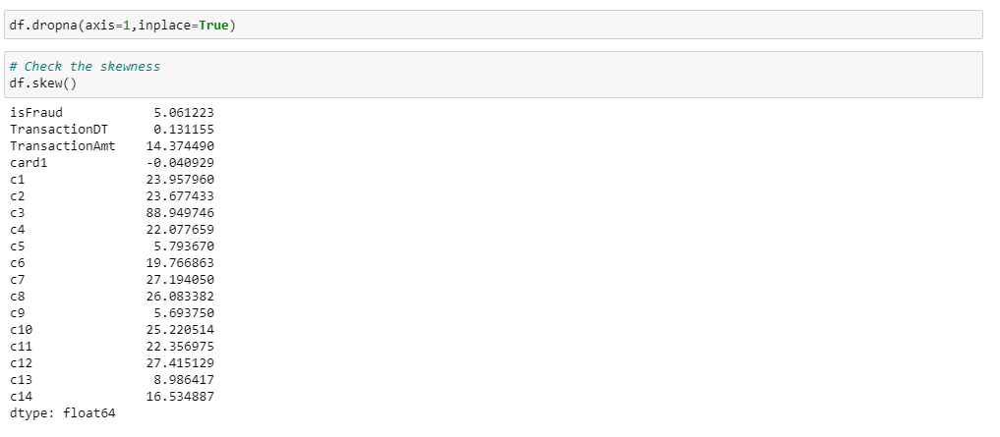 df.dropna(axis=1,inplace=True)
# Check the skewness
df.skew()
isFraud 5.061223
TransactionDT 0.131155
TransactionAmt 14.374490
card1 -0.040929
c1 23.957960
c2 23.677433
c3 88.949746
c4 22.077659
c5 5.793670
c6 19.766863
c7 27.194050
c8 26.083382
c9 5.693750
c10 25.220514
c11 22.356975
c12 27.415129
c13 8.986417
c14 16.534887
dtype: float64